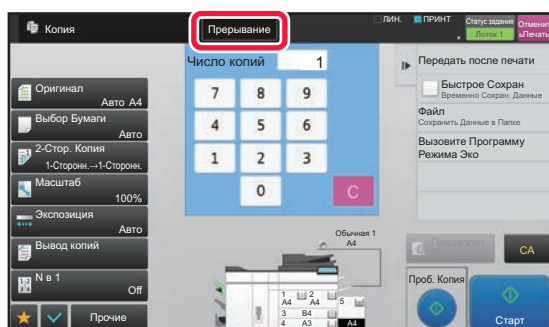 Копия
Прерывание
ЛИН.
ПРИНТ
Статус задания
Лоток 1
Отменит
ьПечать
Число копий
1
7 8 9
4 5 6
1 2 3
0
C
Оригинал
Авто A4
Выбор Бумаги
Авто
2-Стор. Копия
1-Сторонн.→1-Сторонн.
Масштаб
100%
Экспозиция
Авто
Вывод копий
N в 1
Off
Прочие
Передать после печати
Быстрое Сохран
Временно Сохран. Данные
Файл
Сохранить Данные в Папке
Вызовите Программу
Режима Эко
Обычная 1
A4
1 A4 2 A4
3 B4
4 A3
5 A4
Предварит.
CA
Проб. Копия
Старт